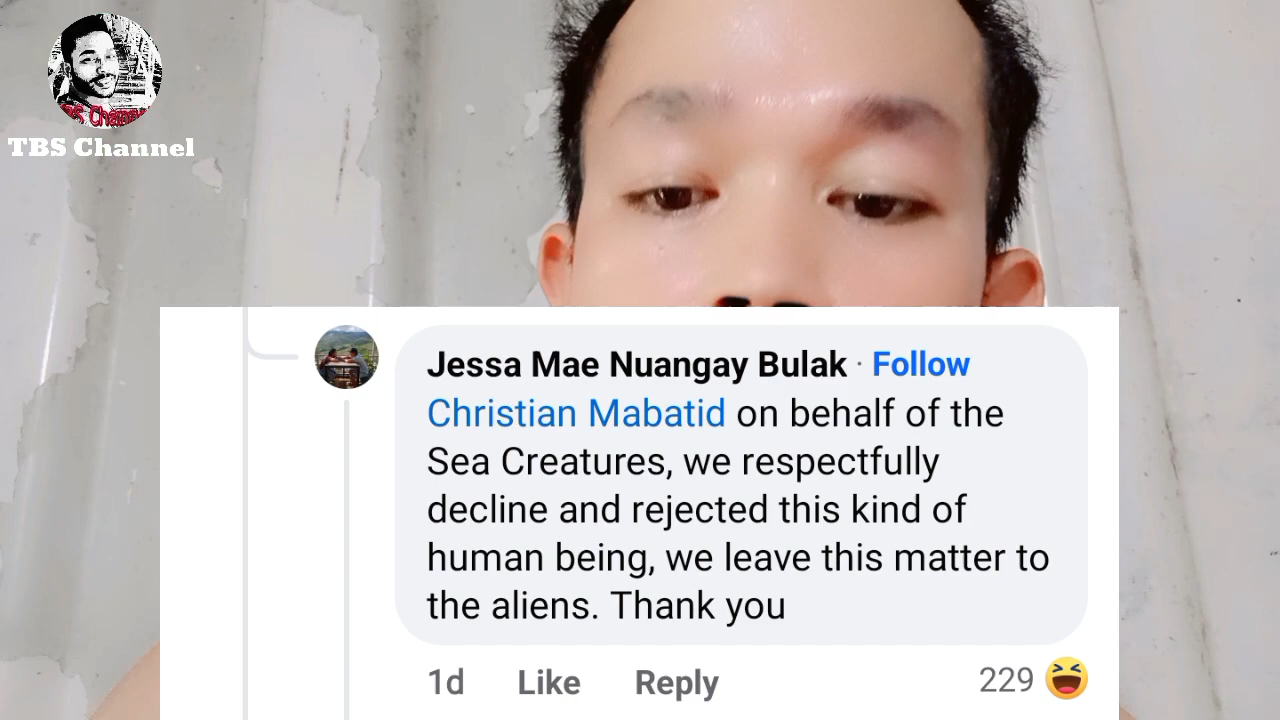 TBS Channel
Jessa Mae Nuangay Bulak · Follow
Christian Mabatid on behalf of the
Sea Creatures, we respectfully
decline and rejected this kind of
human being, we leave this matter to
the aliens. Thank you
1d Like Reply 229